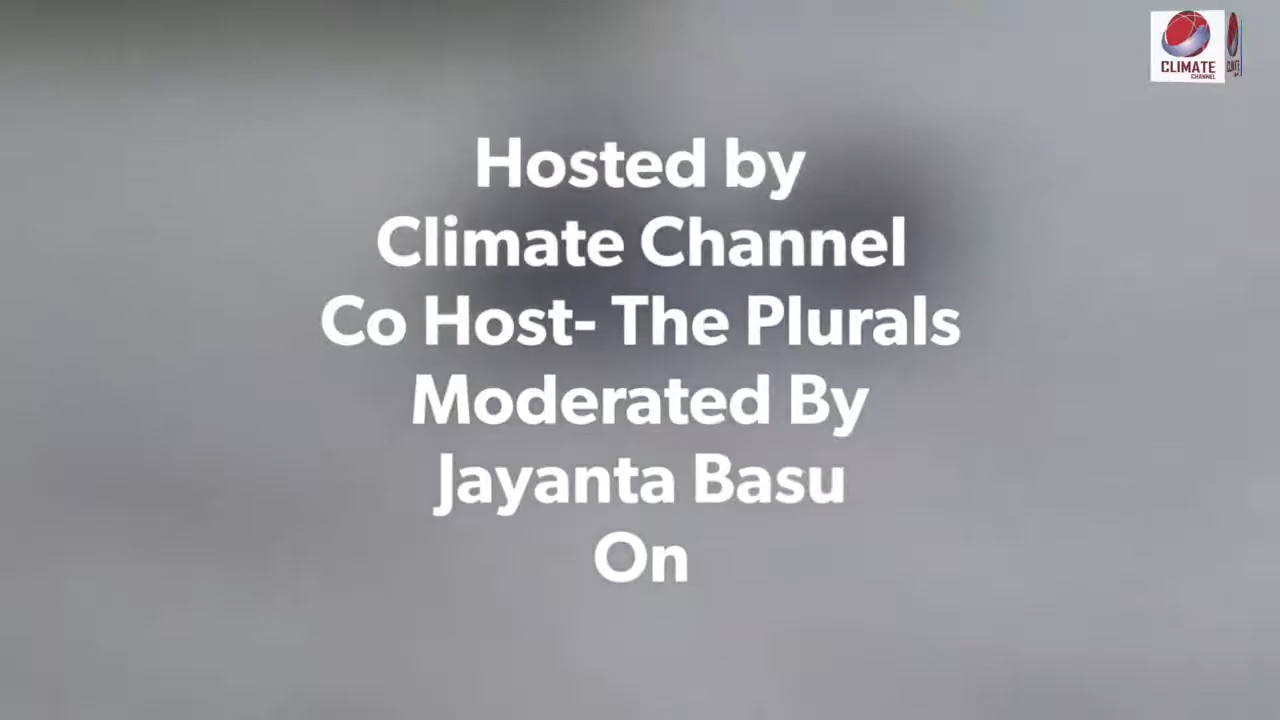 CLIMATE
CHANNEL
Hosted by
Climate Channel
Co Host- The Plurals
Moderated By
Jayanta Basu
On